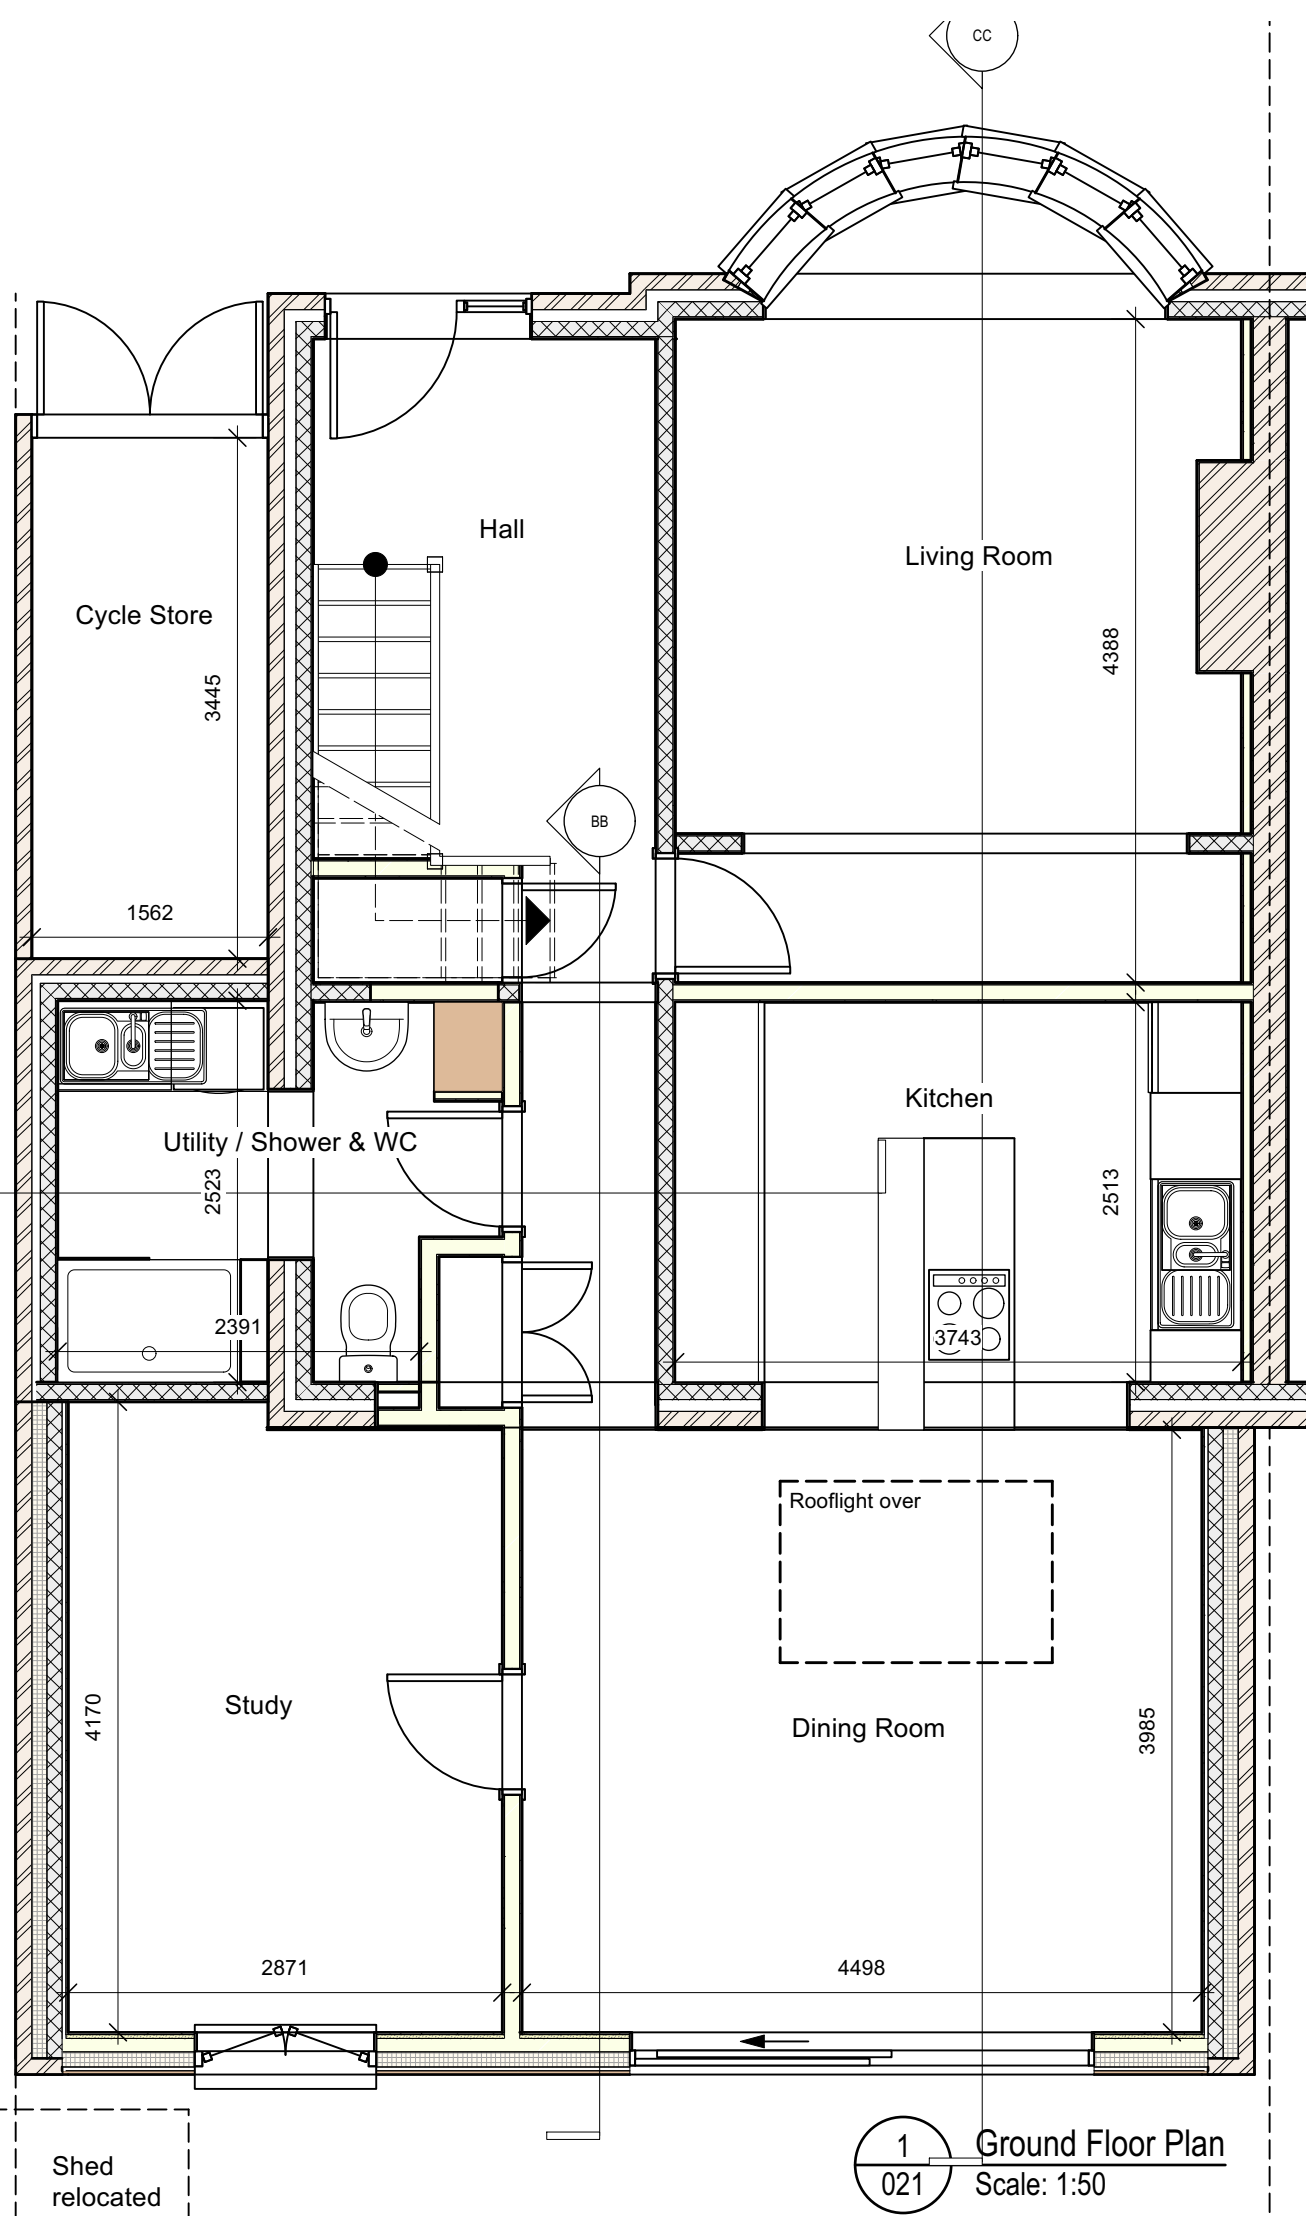 CC
Hall
Living Room
Cycle Store
4388
3445
BB
1562
Kitchen
Utility / Shower & WC
2523
2513
2391
3743
Rooflight over
Study
4170
Dining Room
3985
2871
4498
1
021
Ground Floor Plan
Scale: 1:50
Shed
relocated